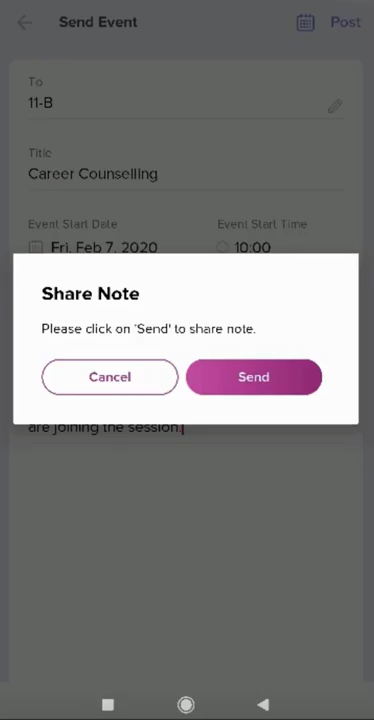 Send Event
Post
To
11-B
Title
Career Counselling
Event Start Date
Event Start Time
Fri, Feb 7, 2020
10:00
Share Note
Please click on 'Send' to share note.
Cancel
Send
are joining the session.